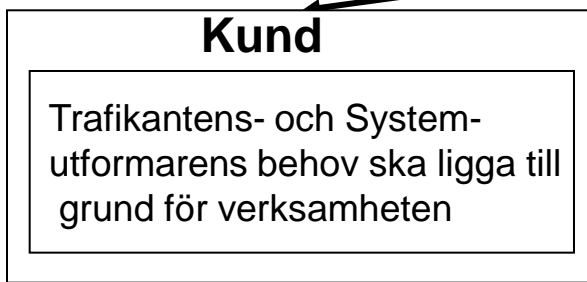 Kund
Trafikantens- och System-
utformarens behov ska ligga till
grund för verksamheten